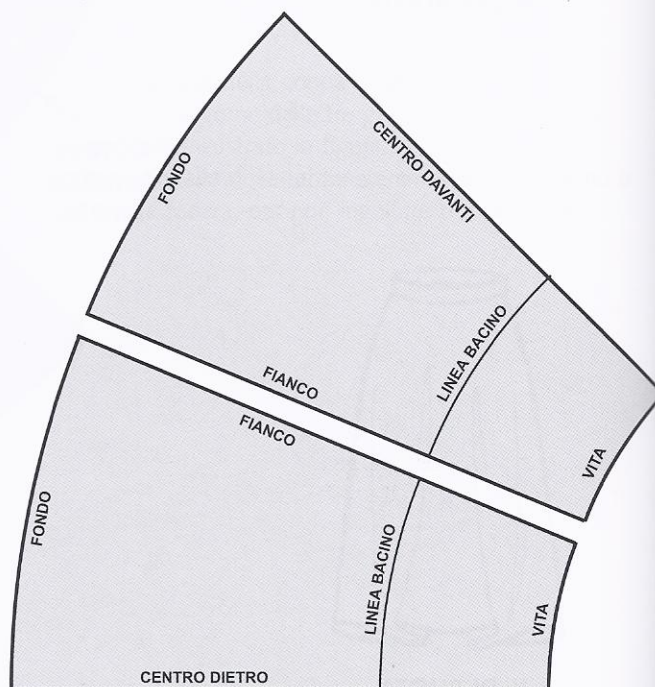 CENTRO DAVANTI
FONDO
LINEA BACINO
FIANCO
VITA
FIANCO
FONDO
LINEA BACINO
VITA
CENTRO DIETRO